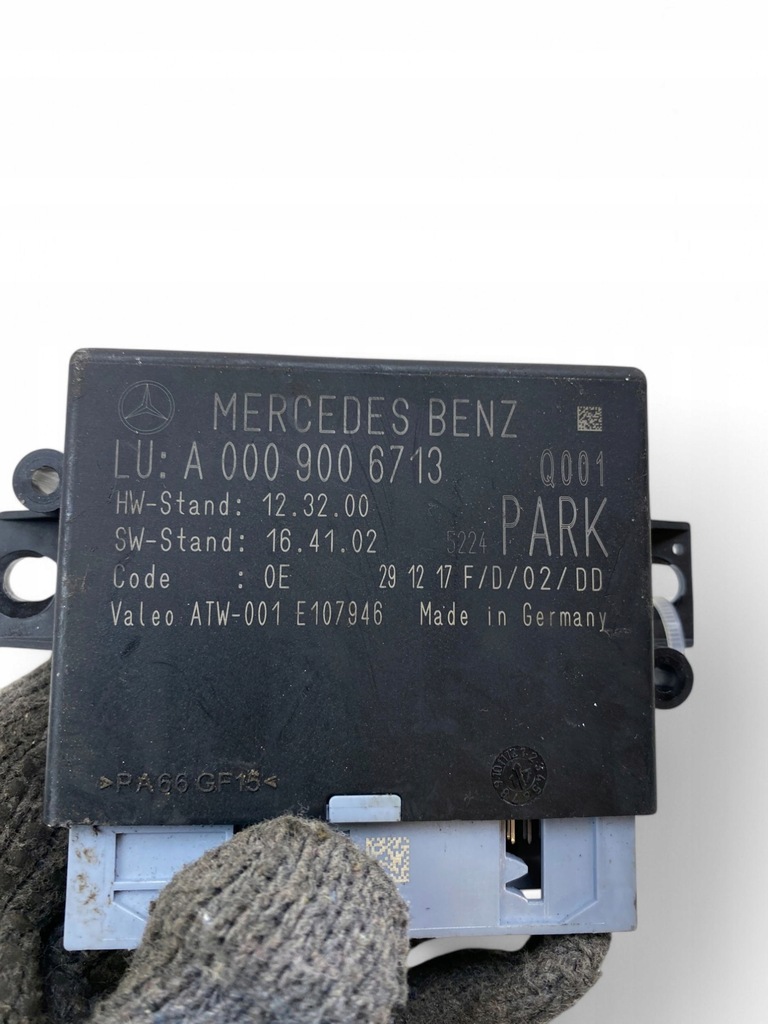 MERCEDES BENZ
LU: A 000 900 6713 Q001
HW-Stand: 12.32.00
SW-Stand: 16.41.02 5224 PARK
Code : 0E 29 12 17 F/D/02/DD
Valeo ATW-001 E107946 Made in Germany
>PA66 GF15<